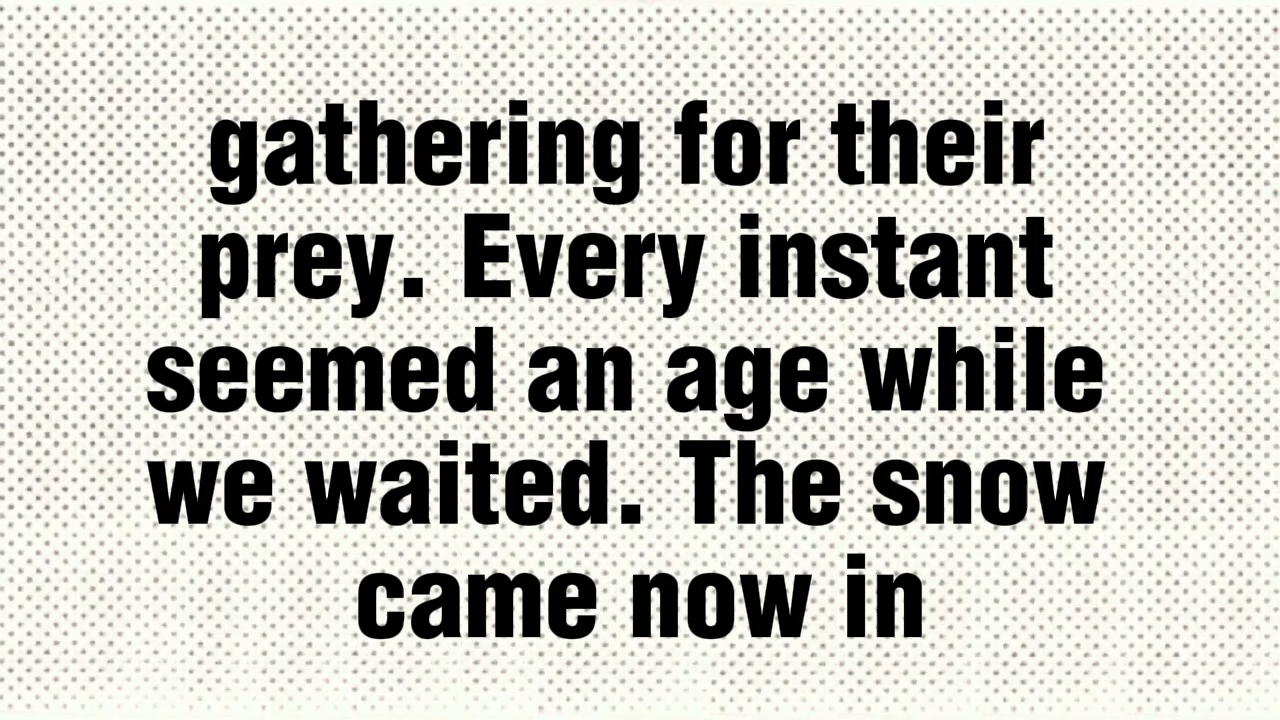 gathering for their
prey. Every instant
seemed an age while
we waited. The snow
came now in